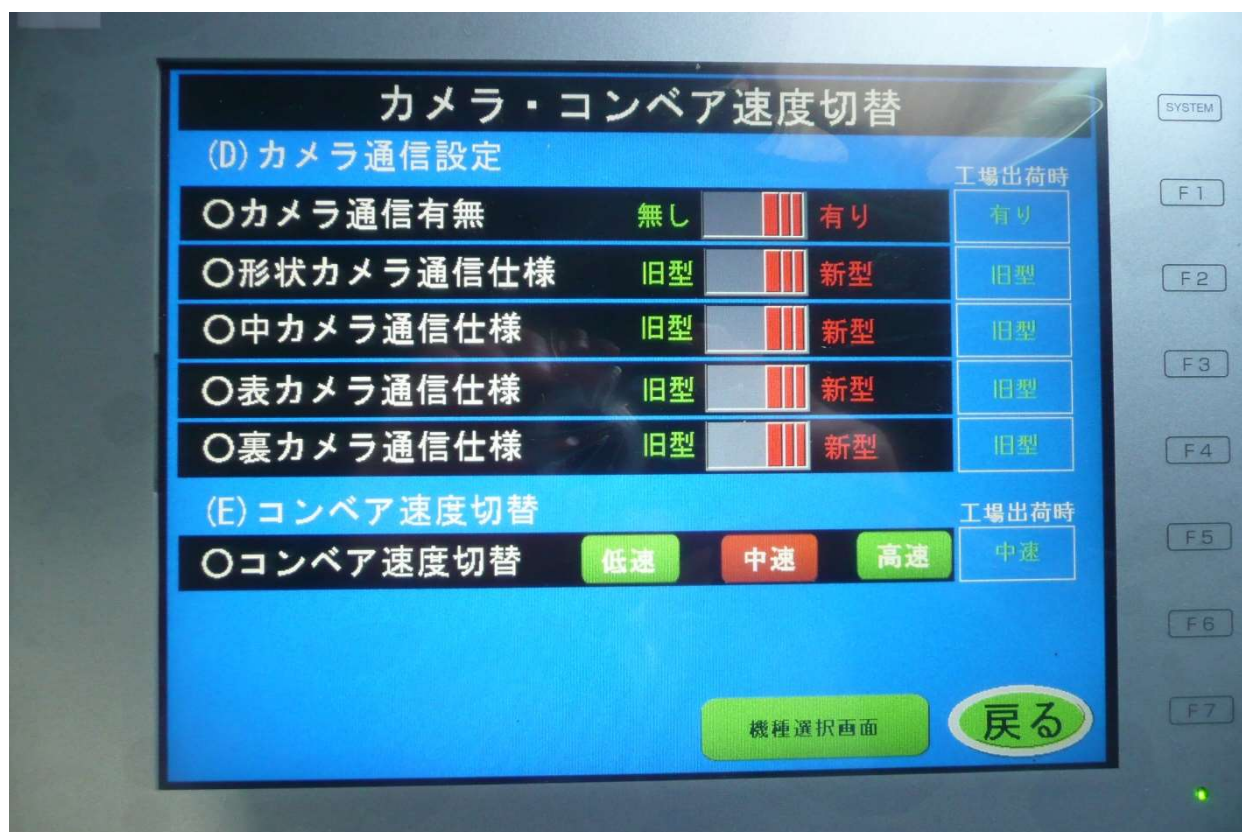 カメラ・コンベア速度切替
(D)カメラ通信設定
工場出荷時
○カメラ通信有無 無し 有り 有り
○形状カメラ通信仕様 旧型 新型 旧型
○中カメラ通信仕様 旧型 新型 旧型
○表カメラ通信仕様 旧型 新型 旧型
○裏カメラ通信仕様 旧型 新型 旧型
(E)コンベア速度切替
工場出荷時
○コンベア速度切替 低速 中速 高速 中速
機種選択画面 戻る
SYSTEM
F1
F2
F3
F4
F5
F6
F7